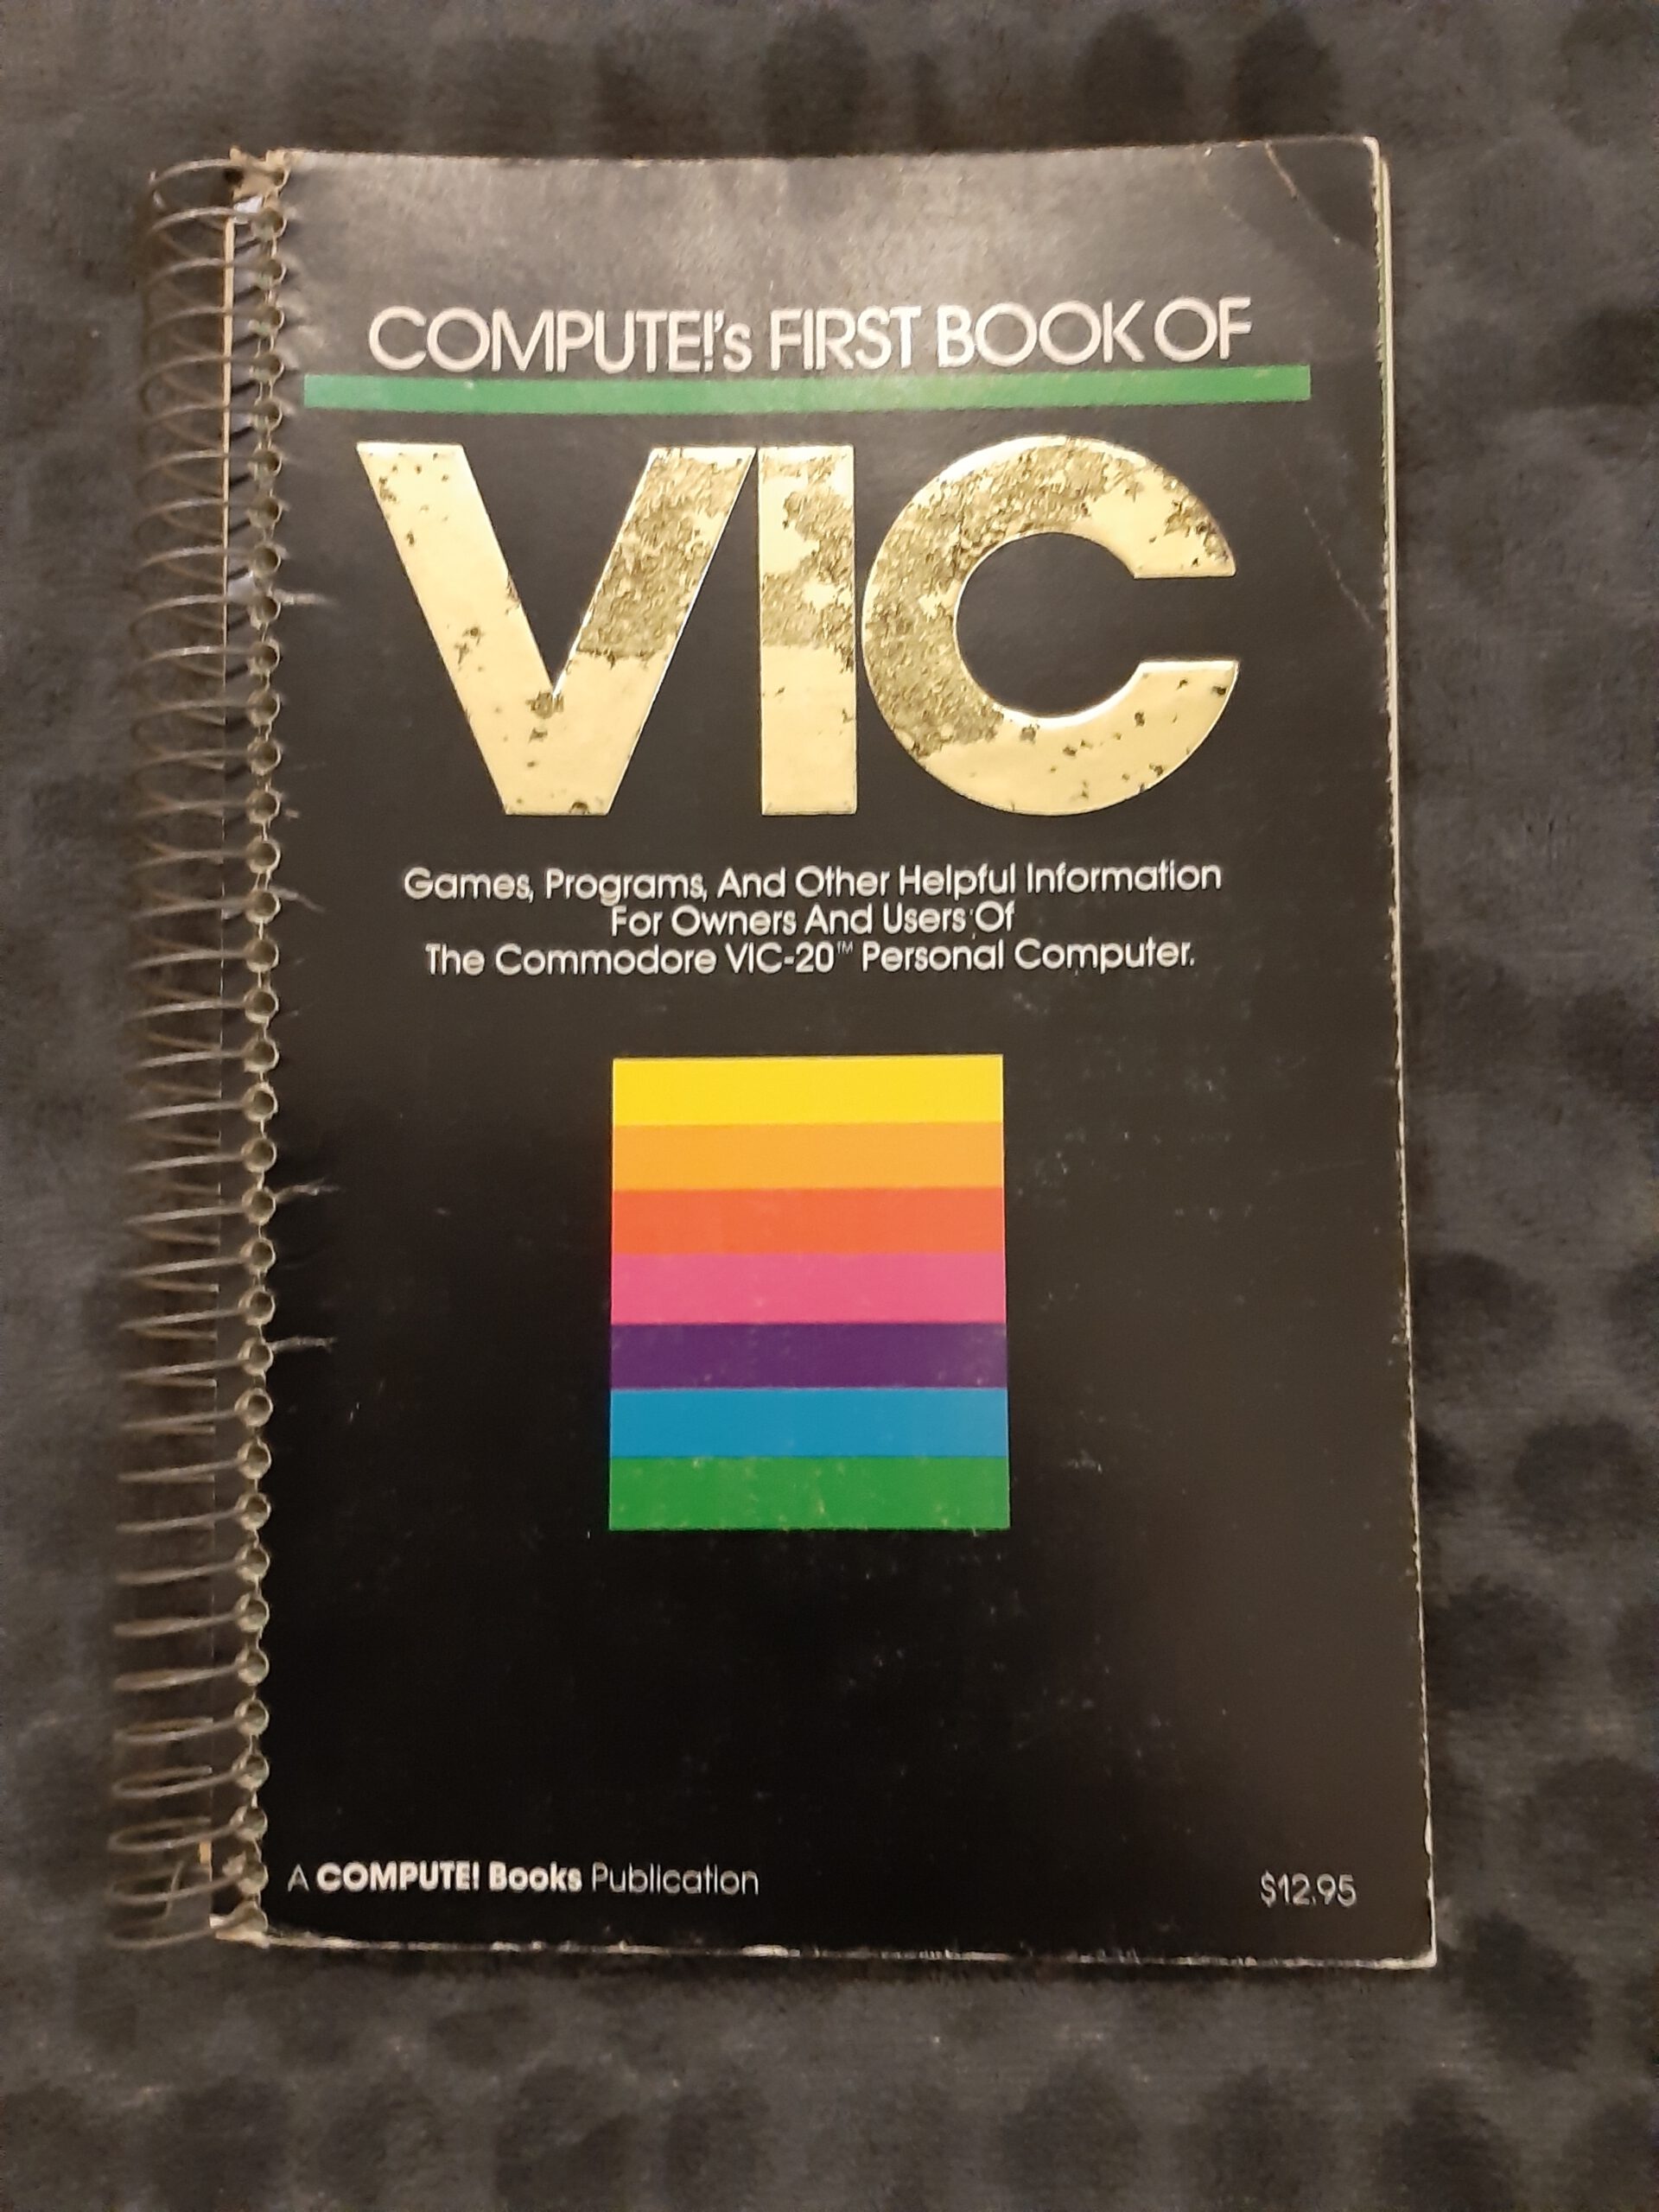 COMPUTE!'s FIRST BOOK OF
VIC
Games, Programs, And Other Helpful Information
For Owners And Users Of
The Commodore VIC-20™ Personal Computer.
A COMPUTE! Books Publication
$12.95